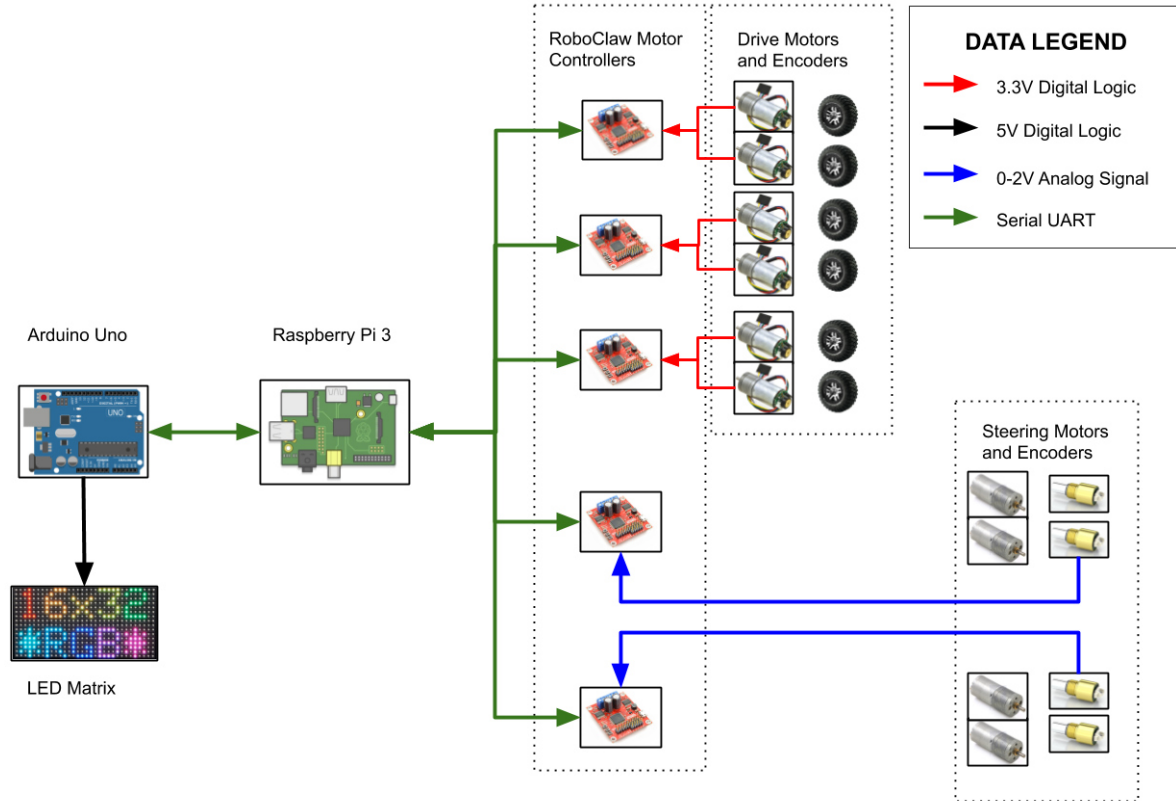 RoboClaw Motor
Controllers
Drive Motors
and Encoders
DATA LEGEND
3.3V Digital Logic
5V Digital Logic
0-2V Analog Signal
Serial UART
Arduino Uno
Raspberry Pi 3
UNO
Steering Motors
and Encoders
16x32
*RGB*
LED Matrix